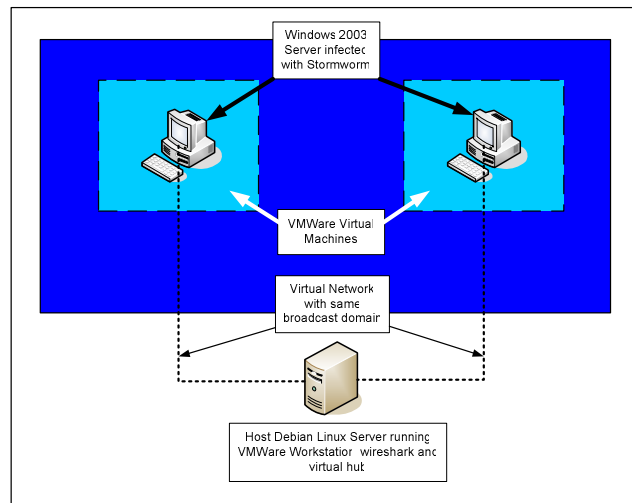 Windows 2003
Server infected
with Stormworm
VMWare Virtual
Machines
Virtual Network
with same
broadcast domain
Host Debian Linux Server running
VMWare Workstation wireshark and
virtual hub